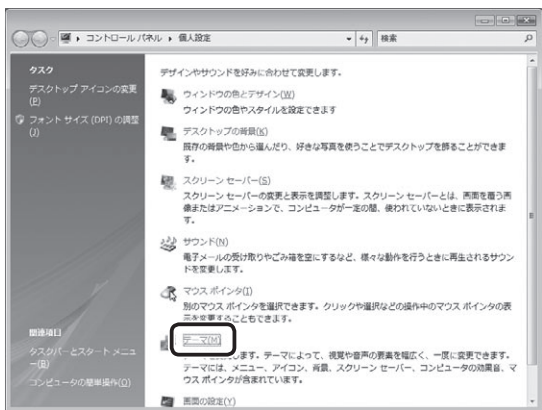 コントロール パネル ▸ 個人設定
検索
タスク
デスクトップ アイコンの変更
(P)
フォント サイズ (DPI) の調整
(J)
関連項目
タスク バーとスタート メニュー
ー(B)
コンピュータの簡単操作(O)
デザインやサウンドを好みに合わせて変更します。
ウィンドウの色とデザイン(W)
ウィンドウの色やスタイルを設定できます
デスクトップの背景(K)
既存の背景や色から選んだり、好きな写真を使うことでデスクトップを飾ることができま
す。
スクリーン セーバー(S)
スクリーン セーバーの変更と表示を調整します。スクリーン セーバーとは、画面を覆う画
像またはアニメーションで、コンピュータが一定の間、使われていないときに表示されま
す。
サウンド(N)
電子メールの受け取りやごみ箱を空にするなど、様々な動作を行うときに再生されるサウン
ドを変更します。
マウス ポインタ(I)
別のマウス ポインタを選択できます。クリックや選択などの操作中のマウス ポインタの表
示を変更することもできます。
テーマ(M)
します。テーマによって、視覚や音声の要素を幅広く、一度に変更できます。
テーマには、メニュー、アイコン、背景、スクリーン セーバー、コンピュータの効果音、マ
ウス ポインタが含まれています。
画面の設定(Y)